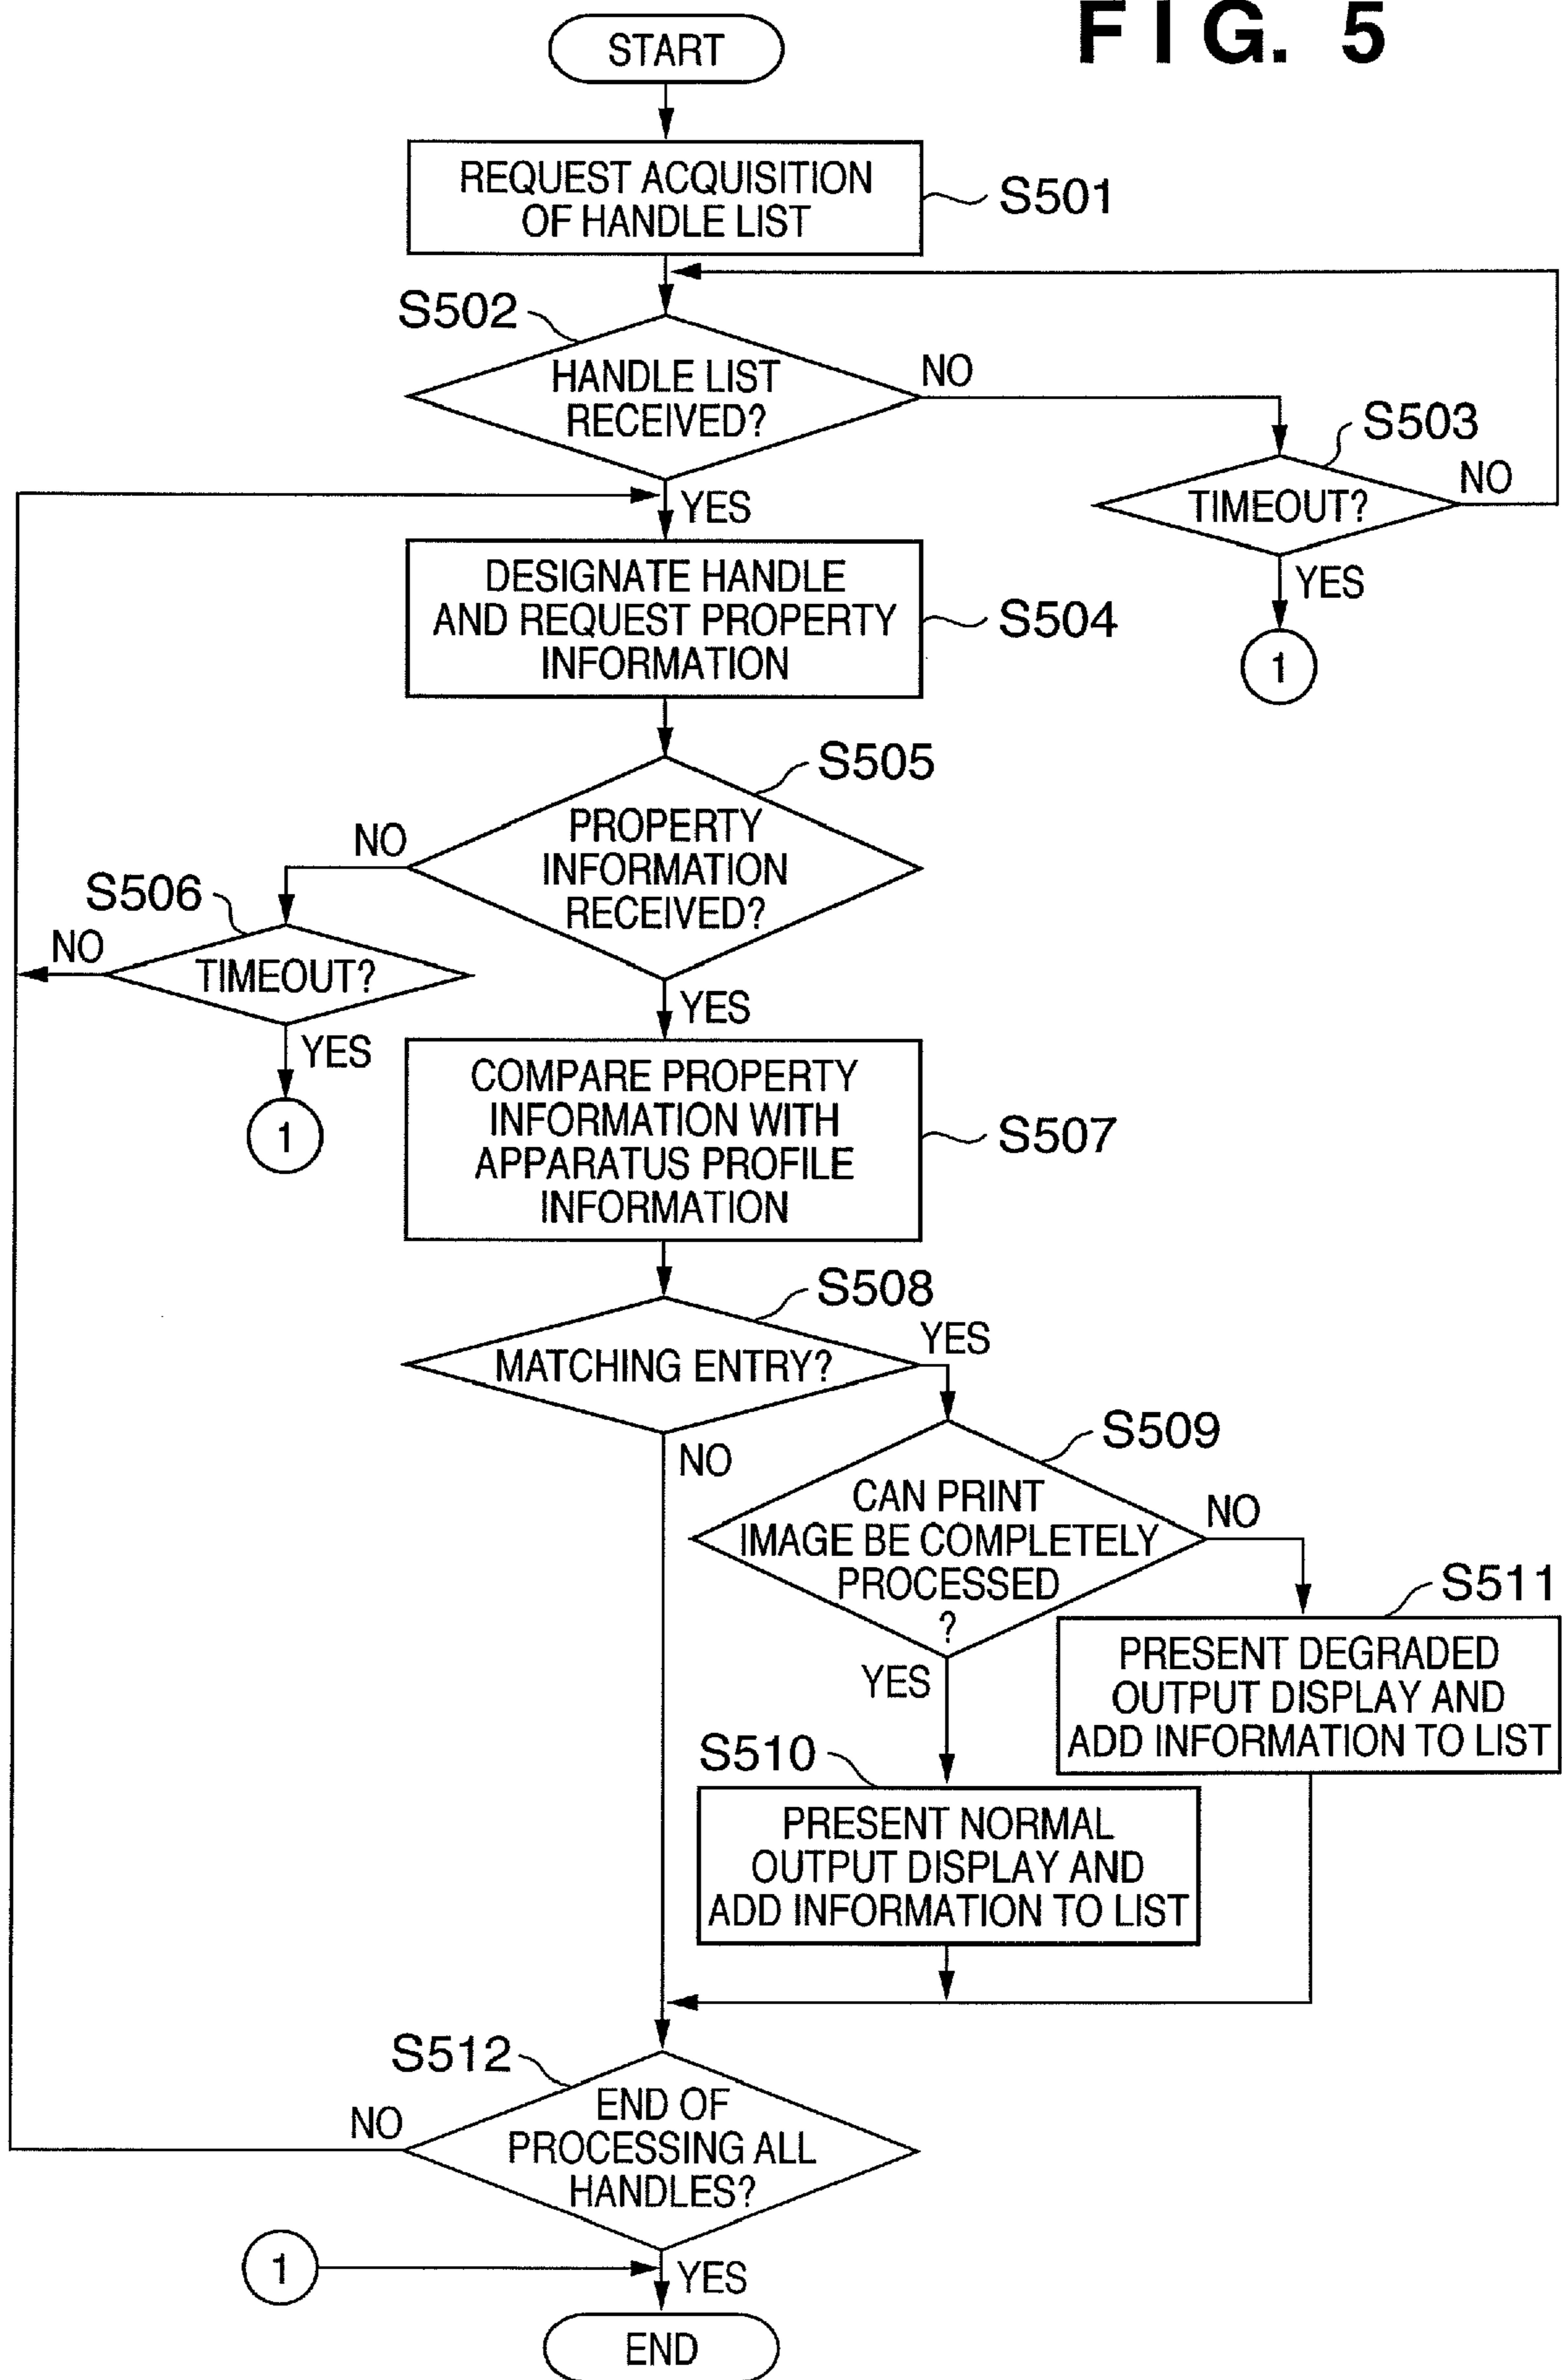 FIG. 5
START
REQUEST ACQUISITION
OF HANDLE LIST
S501
S502
HANDLE LIST
RECEIVED?
NO
S503
TIMEOUT?
NO
YES
YES
1
DESIGNATE HANDLE
AND REQUEST PROPERTY
INFORMATION
S504
S505
PROPERTY
INFORMATION
RECEIVED?
NO
S506
TIMEOUT?
NO
YES
1
YES
COMPARE PROPERTY
INFORMATION WITH
APPARATUS PROFILE
INFORMATION
S507
S508
MATCHING ENTRY?
YES
NO
S509
CAN PRINT
IMAGE BE COMPLETELY
PROCESSED
?
NO
YES
S511
PRESENT DEGRADED
OUTPUT DISPLAY AND
ADD INFORMATION TO LIST
S510
PRESENT NORMAL
OUTPUT DISPLAY AND
ADD INFORMATION TO LIST
S512
END OF
PROCESSING ALL
HANDLES?
NO
1
YES
END